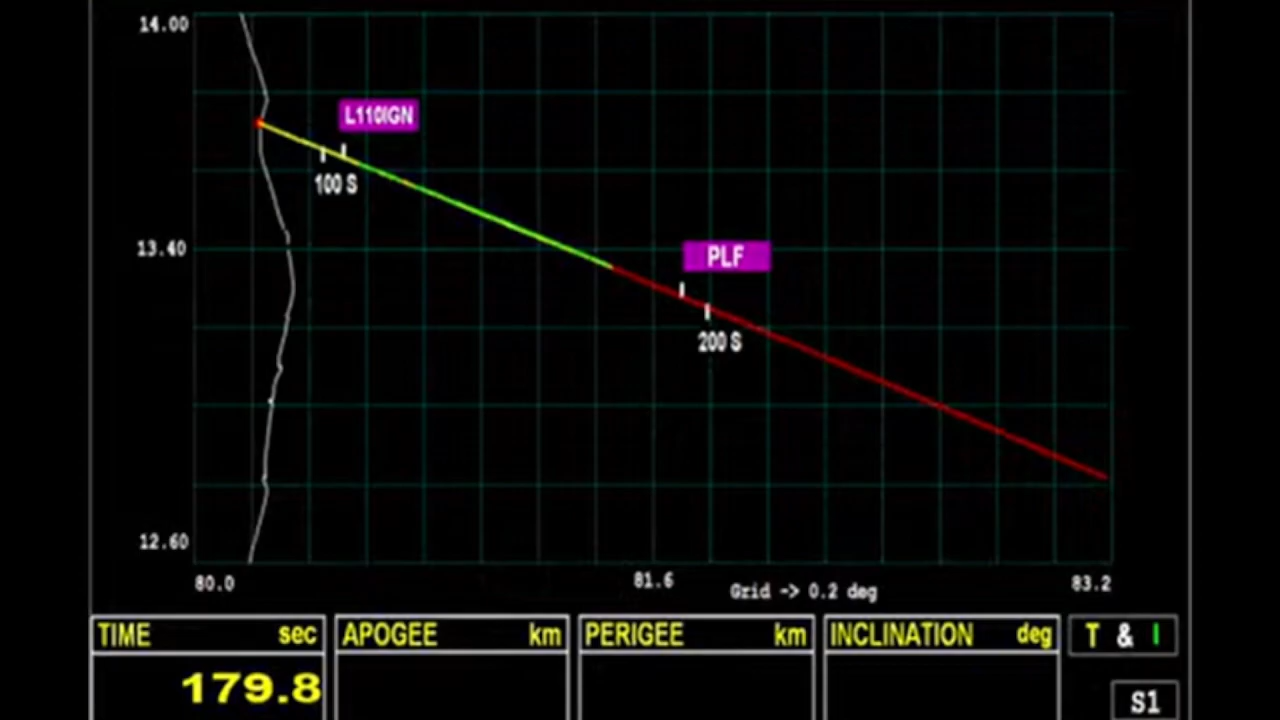 14.00
L110IGN
100 S
13.40
PLF
200 S
12.60
80.0
81.6
Grid -> 0.2 deg
83.2
TIME sec
APOGEE km
PERIGEE km
INCLINATION deg
T & I
179.8
S1